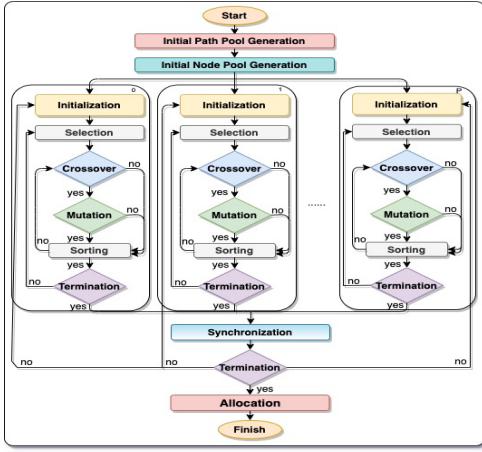 Start
Initial Path Pool Generation
Initial Node Pool Generation
0
Initialization
Selection
Crossover
no
yes
Mutation
no
no
yes
Sorting
no
yes
Termination
yes
1
Initialization
Selection
Crossover
no
yes
Mutation
no
no
yes
Sorting
no
yes
Termination
yes
......
P
Initialization
Selection
Crossover
no
yes
Mutation
no
no
yes
Sorting
no
yes
Termination
yes
Synchronization
no
no
Termination
no
yes
Allocation
Finish